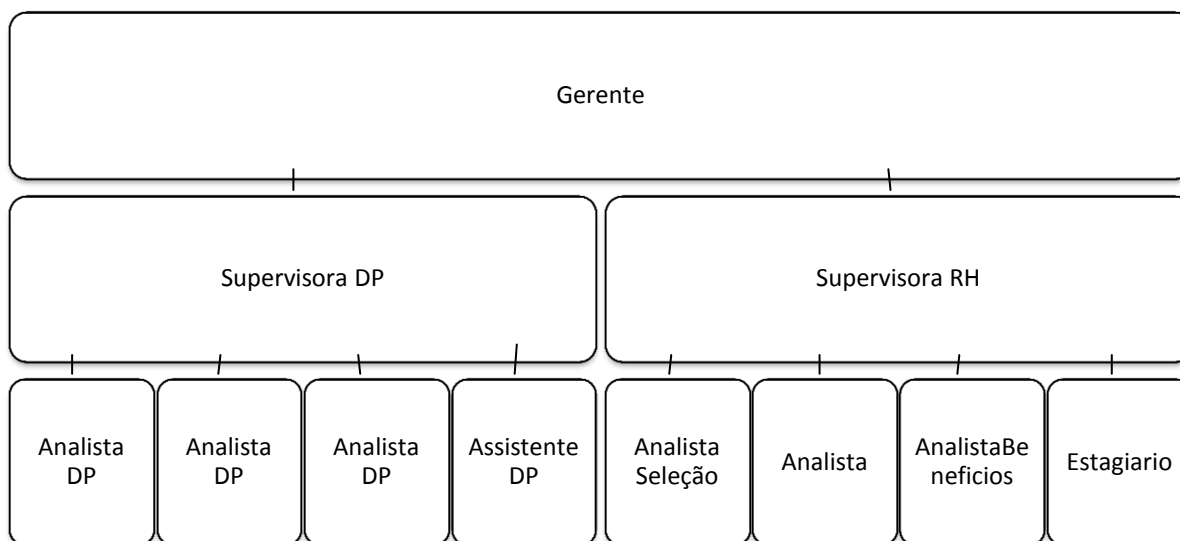 Gerente
Supervisora DP
Supervisora RH
Analista
DP
Analista
DP
Analista
DP
Assistente
DP
Analista
Seleção
Analista
AnalistaBe
neficios
Estagiario